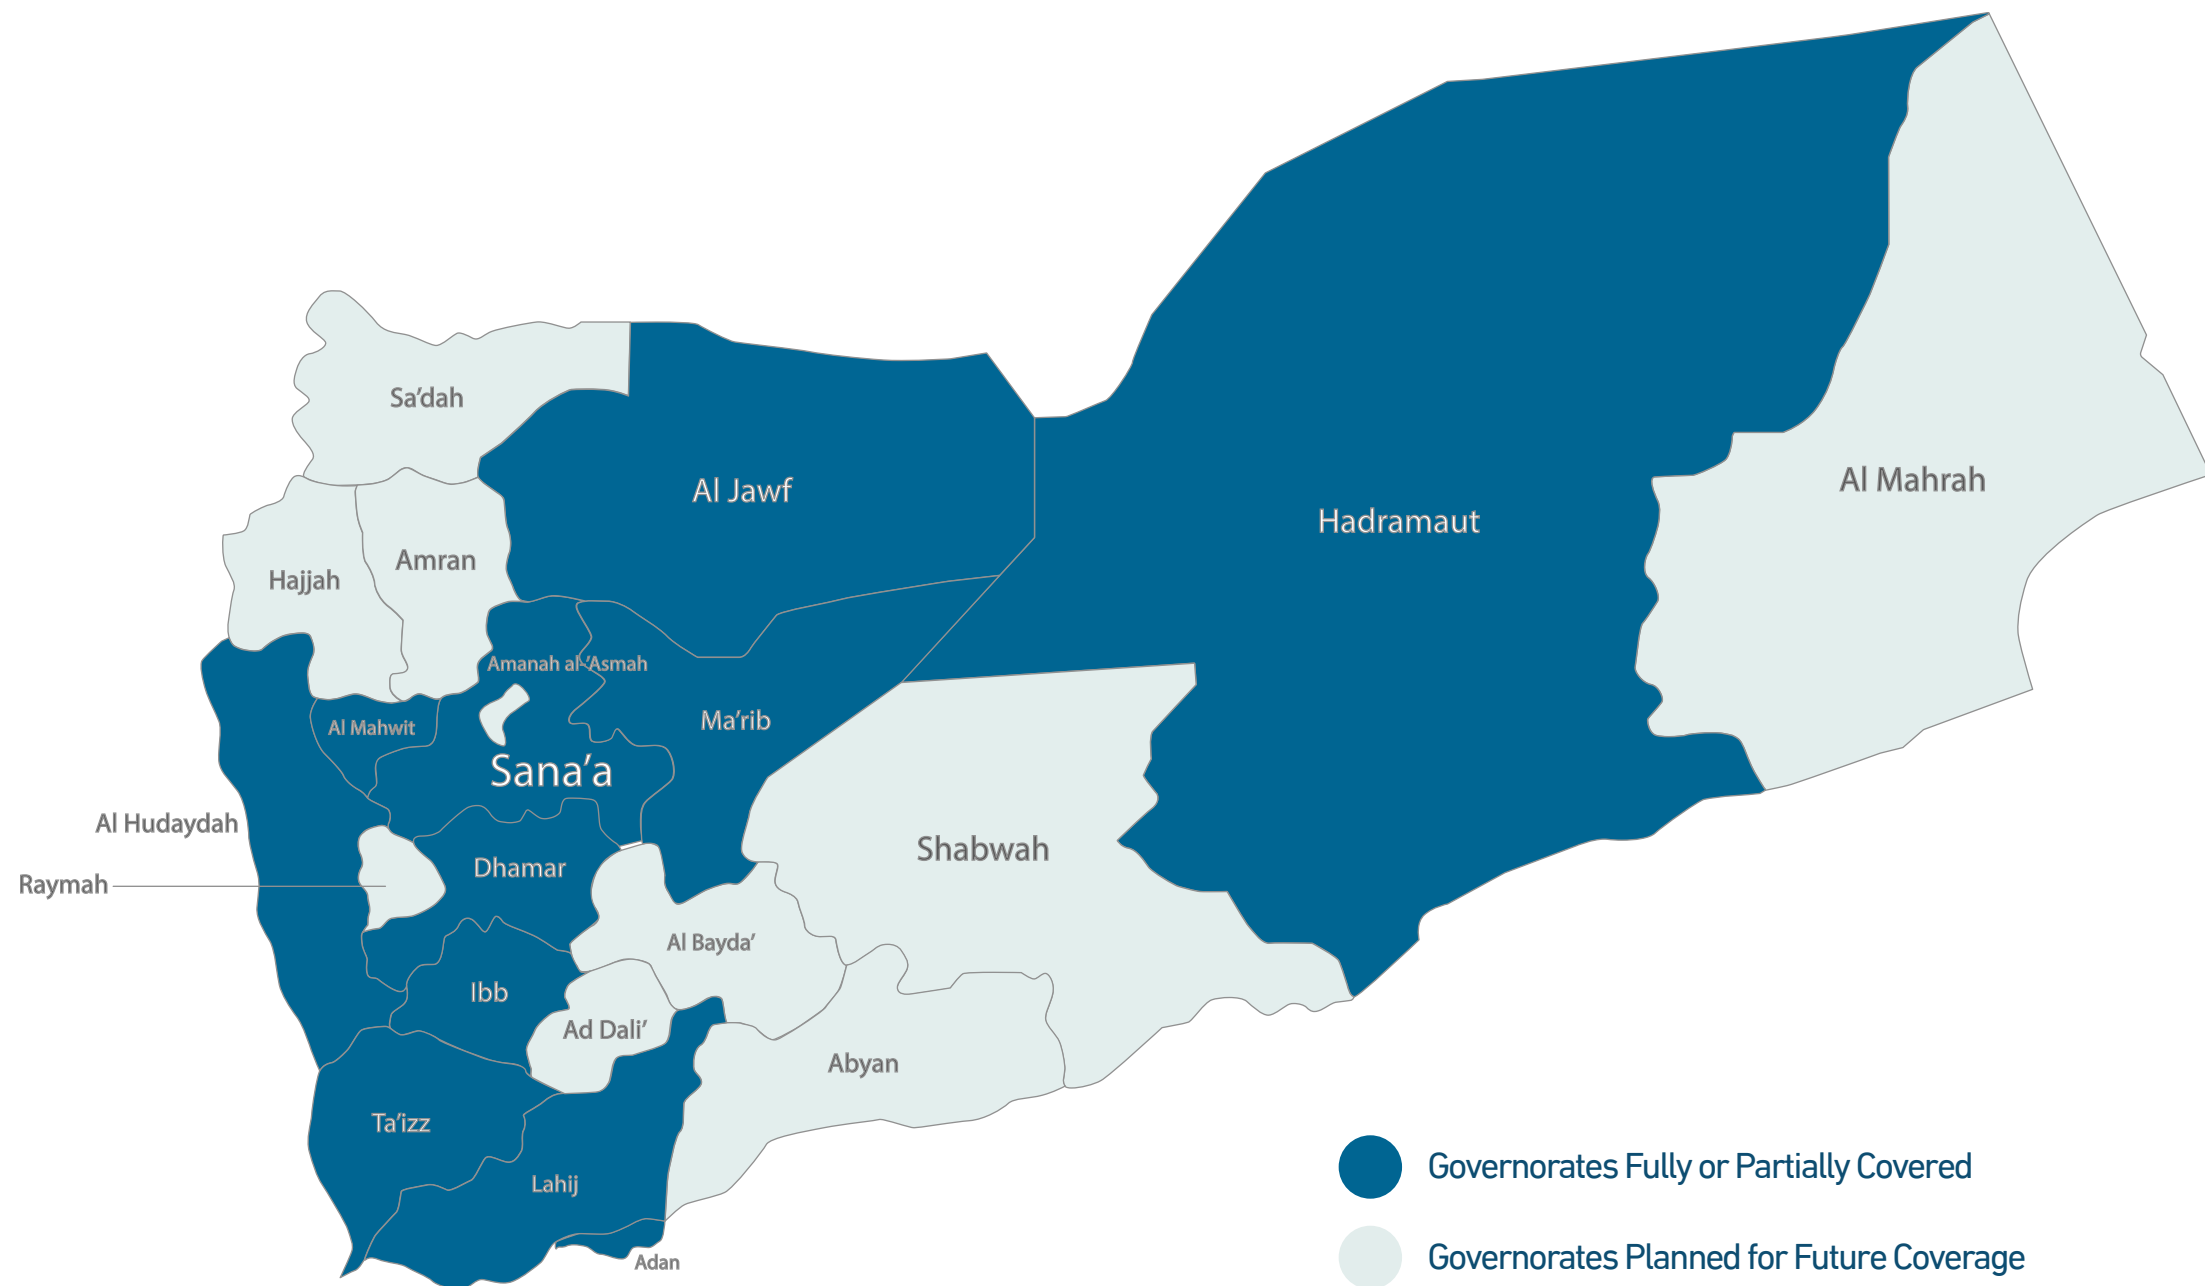 Sa’dah
Al Jawf
Al Mahrah
Hadramaut
Amran
Hajjah
Amanah al-’Asmah
Ma’rib
Al Mahwit
Sana’a
Al Hudaydah
Shabwah
Dhamar
Raymah
Al Bayda’
Ibb
Ad Dali’
Abyan
Ta’izz
Lahij
Adan
Governorates Fully or Partially Covered
Governorates Planned for Future Coverage